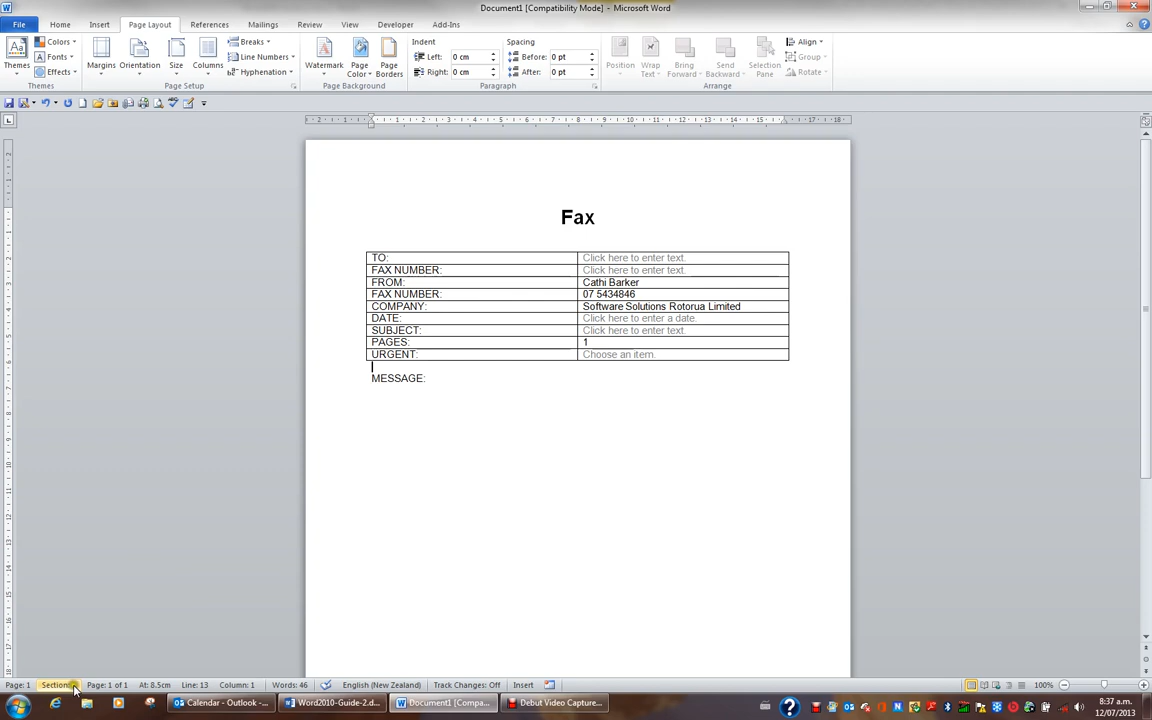 Document1 [Compatibility Mode] - Microsoft Word
File Home Insert Page Layout References Mailings Review View Developer Add-Ins
Themes
Colors
Fonts
Effects
Themes
Margins Orientation Size Columns
Breaks
Line Numbers
Hyphenation
Page Setup
Watermark Page Color Page Borders
Page Background
Indent
Left: 0 cm
Right: 0 cm
Spacing
Before: 0 pt
After: 0 pt
Paragraph
Position Wrap Text Bring Forward Send Backward Selection Pane
Align
Group
Rotate
Arrange
Fax
TO: Click here to enter text.
FAX NUMBER: Click here to enter text.
FROM: Cathi Barker
FAX NUMBER: 07 5434846
COMPANY: Software Solutions Rotorua Limited
DATE: Click here to enter a date.
SUBJECT: Click here to enter text.
PAGES: 1
URGENT: Choose an item.
MESSAGE:
Page: 1 Section: Page: 1 of 1 At: 8.5cm Line: 13 Column: 1 Words: 46 English (New Zealand) Track Changes: Off Insert 100%
Calendar - Outlook -... Word2010-Guide-2.d... Document1 [Compa... Debut Video Capture...
8:37 a.m.
12/07/2013